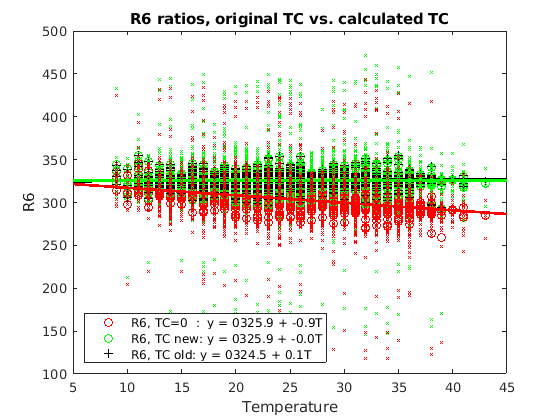 R6 ratios, original TC vs. calculated TC
500
450
400
350
300
250
200
150
100
R6
R6, TC=0 : y = 0325.9 + -0.9T
R6, TC new: y = 0325.9 + -0.0T
R6, TC old: y = 0324.5 + 0.1T
5 10 15 20 25 30 35 40 45
Temperature